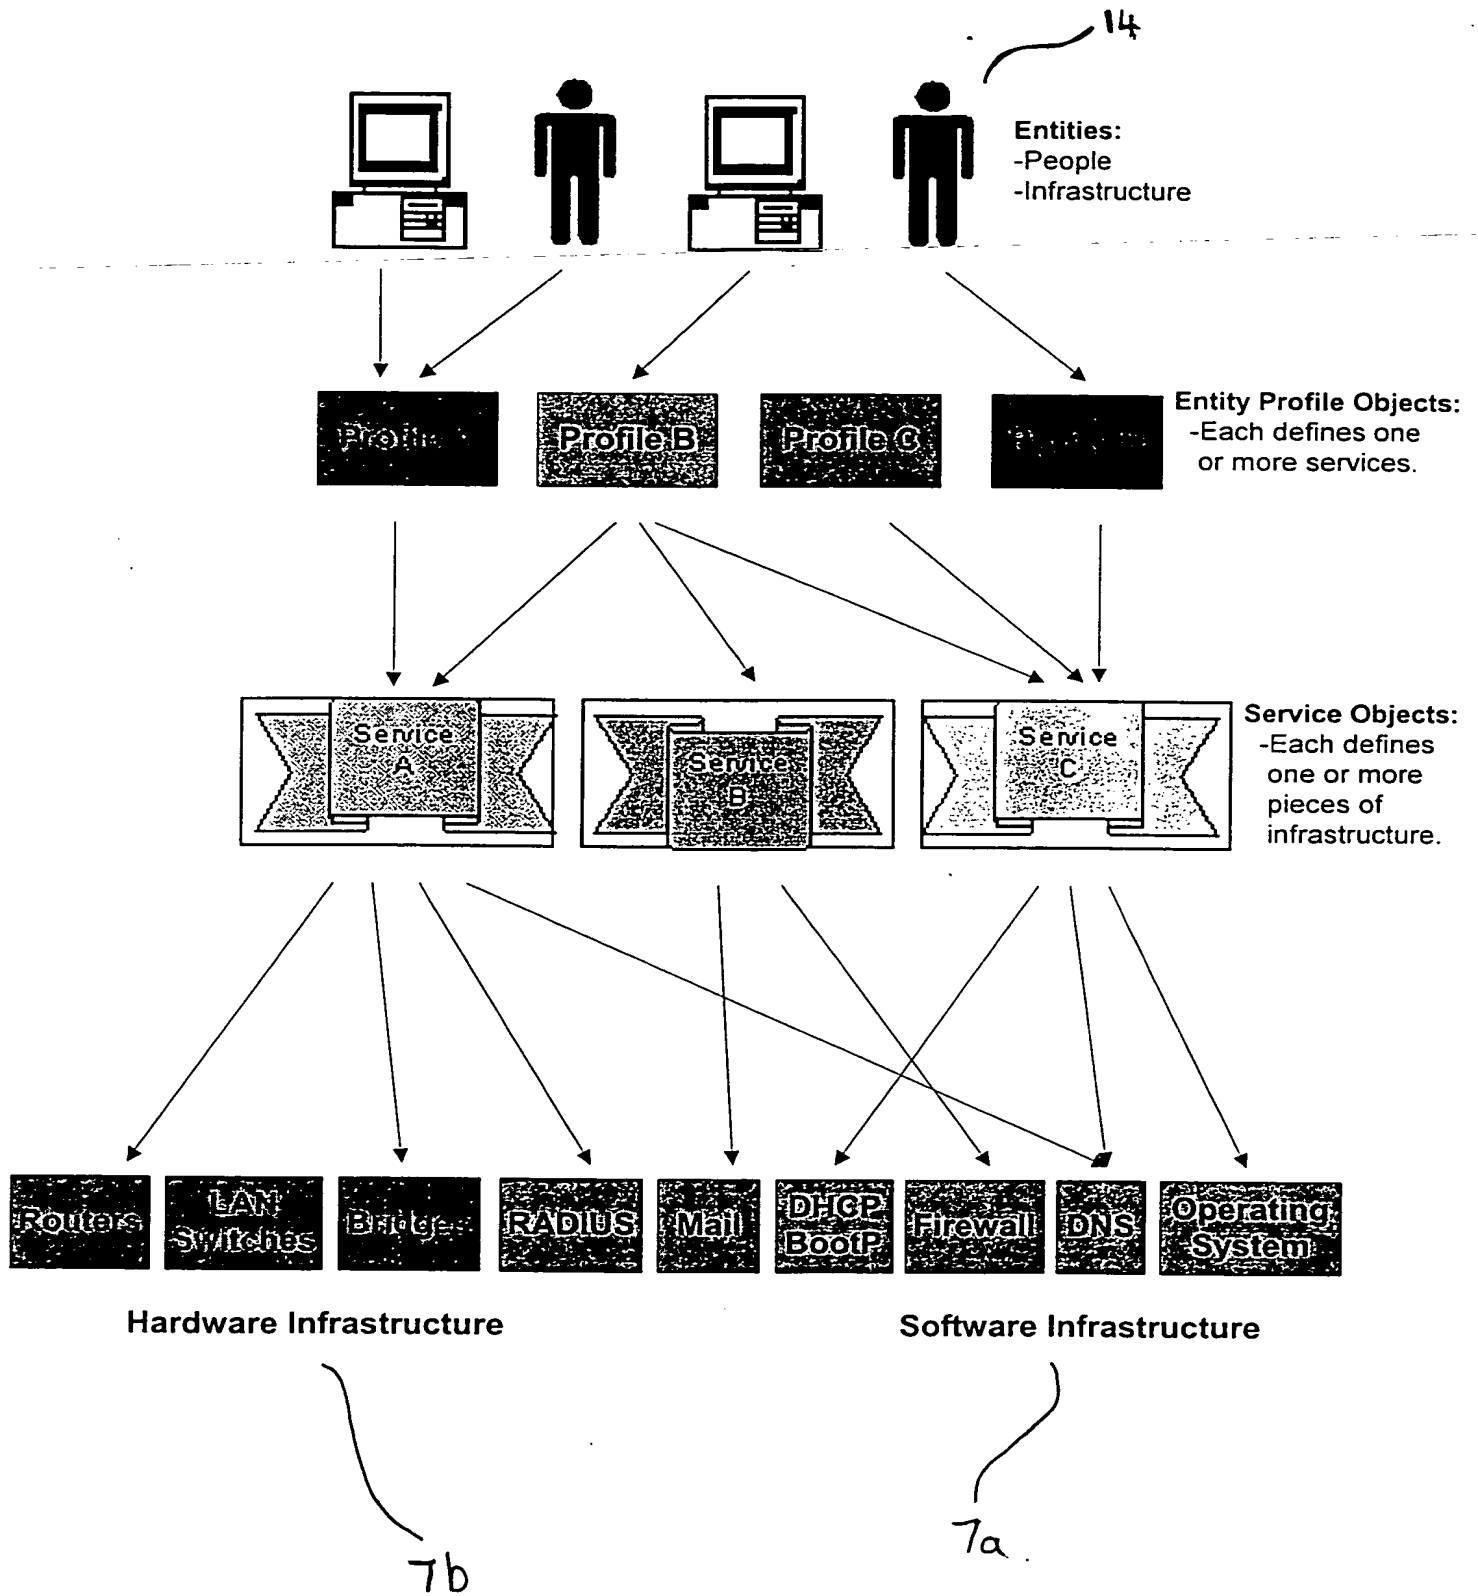 14
Entities:
-People
-Infrastructure
Profile B
Profile C
Entity Profile Objects:
-Each defines one
or more services.
Service
A
Service
B
Service
C
Service Objects:
-Each defines
one or more
pieces of
infrastructure.
Routers
LAN
Switches
Bridges
RADIUS
Mail
DHCP
BootP
Firewall
DNS
Operating
System
Hardware Infrastructure
Software Infrastructure
7b
7a